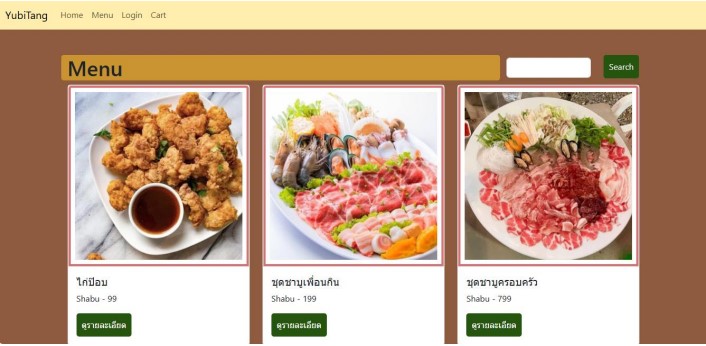 YubiTang Home Menu Login Cart
Menu Search
ไก่ป๊อบ
Shabu - 99
ดูรายละเอียด
ชุดชาบูเพื่อนกัน
Shabu - 199
ดูรายละเอียด
ชุดชาบูครอบครัว
Shabu - 799
ดูรายละเอียด